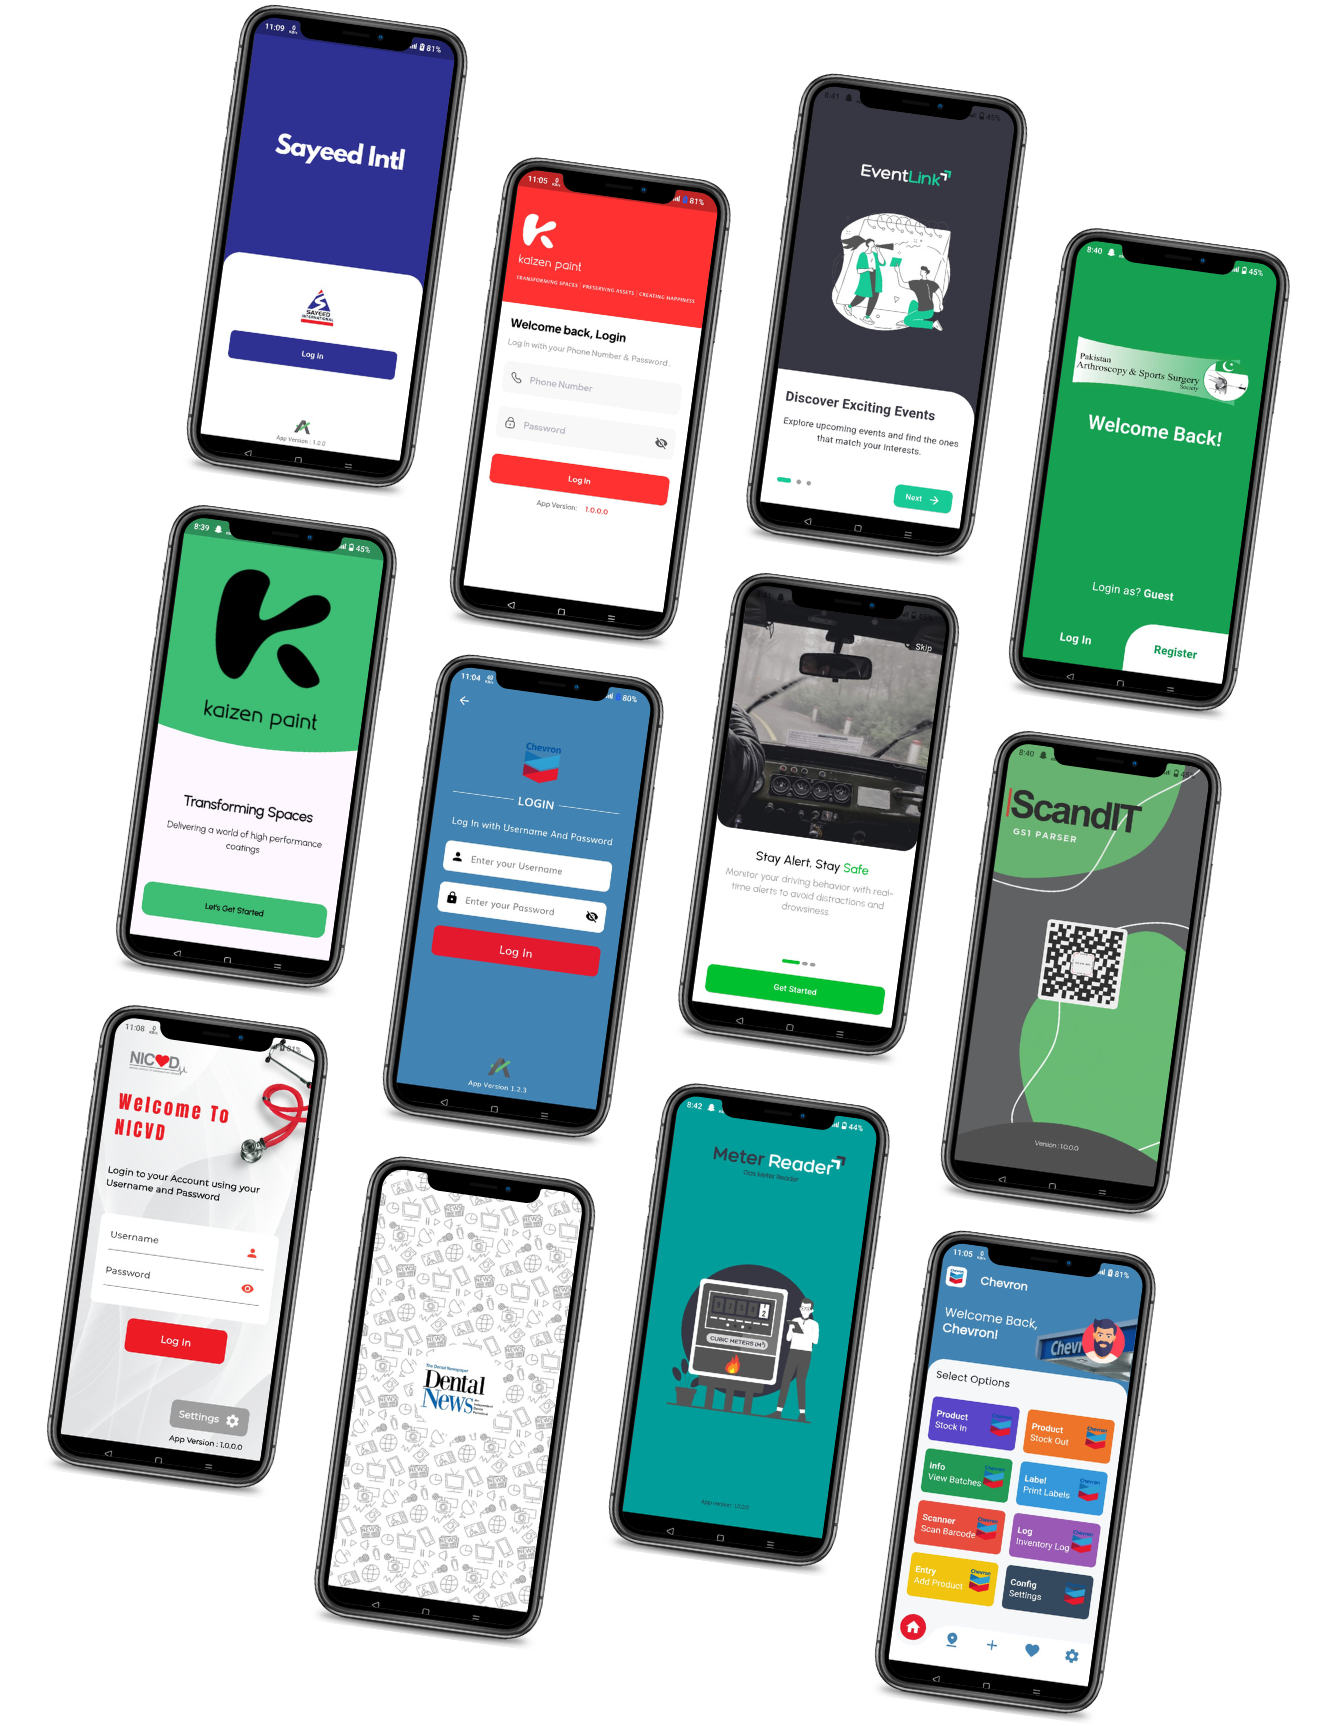 11:09
81%
Sayeed Intl
SAYEED
INTERNATIONAL
Log In
App Version : 1.0.0
11:05
81%
kaizen paint
TRANSFORMING SPACES | PRESERVING ASSETS | CREATING HAPPINESS
Welcome back, Login
Log in with your Phone Number & Password.
Phone Number
Password
Log In
App Version: 1.0.0.0
8:41
45%
EventLink
Discover Exciting Events
Explore upcoming events and find the ones
that match your interests.
Next
8:40
45%
Pakistan
Arthroscopy & Sports Surgery
Society
Welcome Back!
Login as? Guest
Log In
Register
8:39
45%
kaizen paint
Transforming Spaces
Delivering a world of high performance
coatings
Let's Get Started
11:04
80%
Chevron
LOGIN
Log In with Username And Password
Enter your Username
Enter your Password
Log In
App Version 1.2.3
Skip
Stay Alert, Stay Safe
Monitor your driving behavior with real-
time alerts to avoid distractions and
drowsiness.
Get Started
8:40
ScandIT
GS1 PARSER
Version : 1.0.0.0
11:08
81%
NICVD
Welcome To
NICVD
Login to your Account using your
Username and Password
Username
Password
Log In
Settings
App Version : 1.0.0.0
The Dental Newspaper
Dental
News
8:42
44%
Meter Reader
Gas Meter Reader
CUBIC METERS (M³)
11:05
81%
Chevron
Welcome Back,
Chevron!
Chev
Select Options
Product
Stock In
Product
Stock Out
Info
View Batches
Label
Print Labels
Scanner
Scan Barcode
Log
Inventory Log
Entry
Add Product
Config
Settings